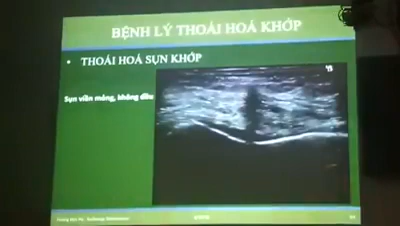 BỆNH LÝ THOÁI HOÁ KHỚP
• THOÁI HOÁ SỤN KHỚP
Sụn viền mỏng, không đều